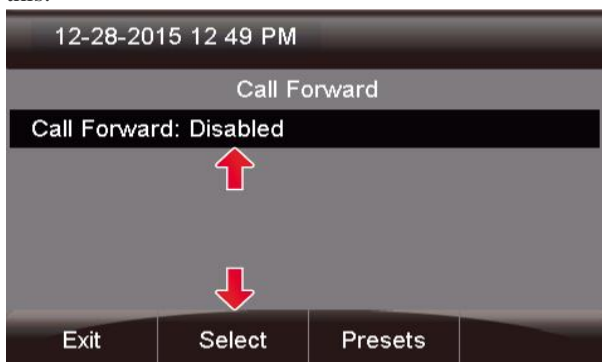 12-28-2015 12 49 PM
Call Forward
Call Forward: Disabled
Exit Select Presets